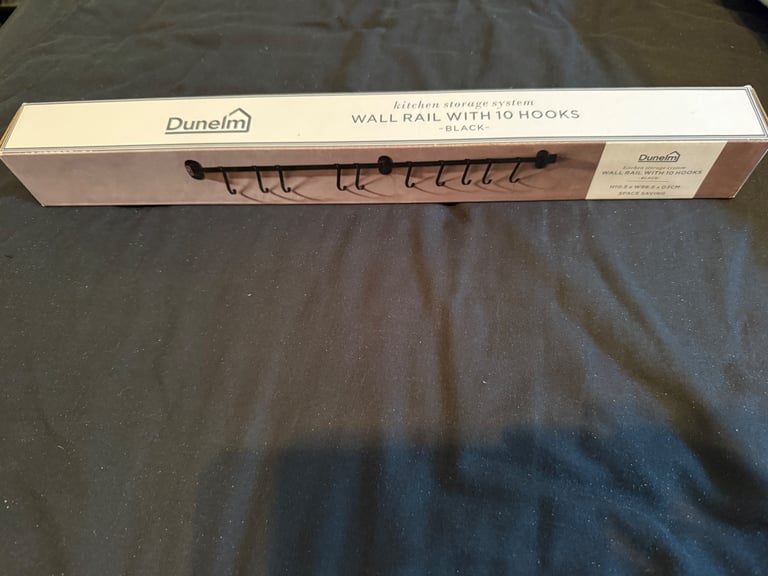 Dunelm
kitchen storage system
WALL RAIL WITH 10 HOOKS
-BLACK-
Dunelm
kitchen storage system
WALL RAIL WITH 10 HOOKS
-BLACK-
SPACE SAVING